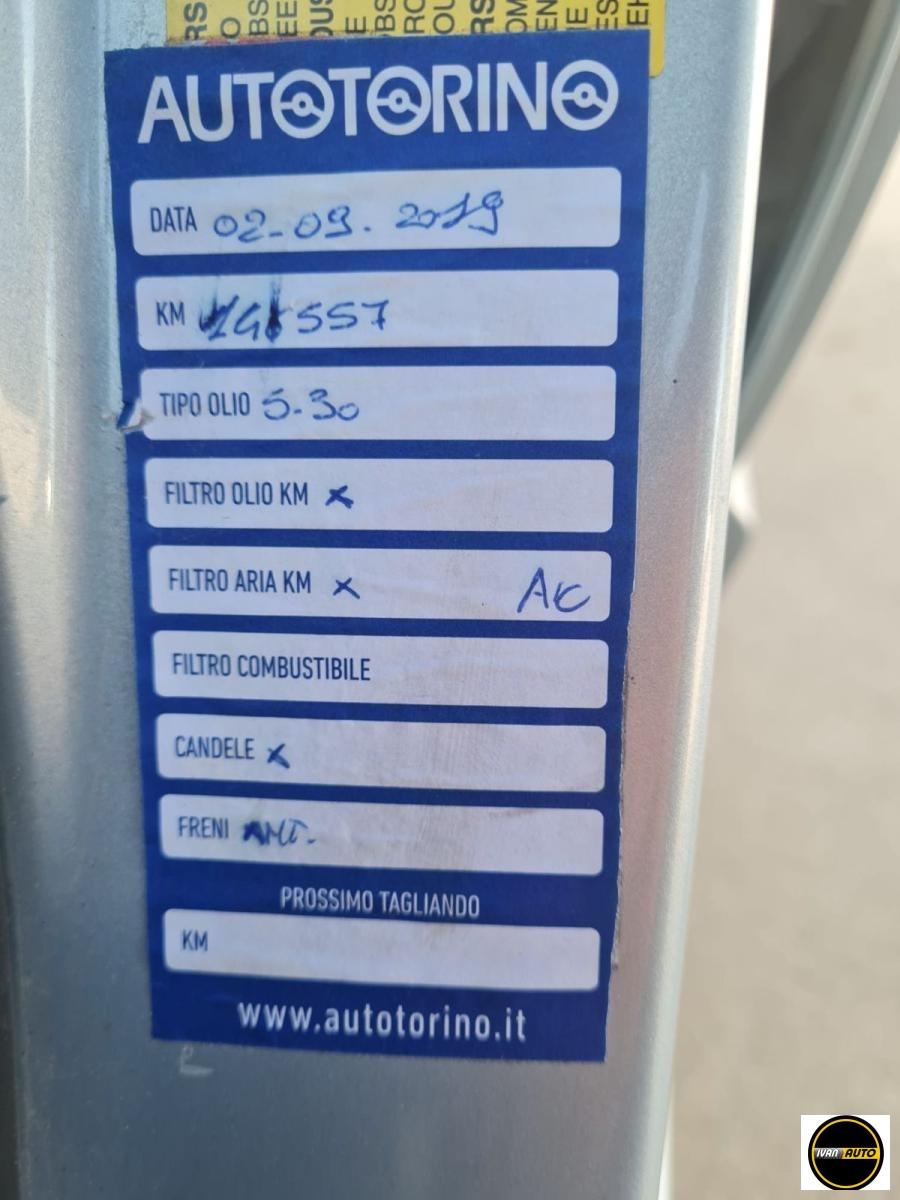 AUTOTORINO
DATA 02-09.2019
KM
TIPO OLIO 5-30
FILTRO OLIO KM x
FILTRO ARIA KM x AC
FILTRO COMBUSTIBILE
CANDELE x
FRENI ANT.
PROSSIMO TAGLIANDO
KM
www.autotorino.it
IVAN AUTO